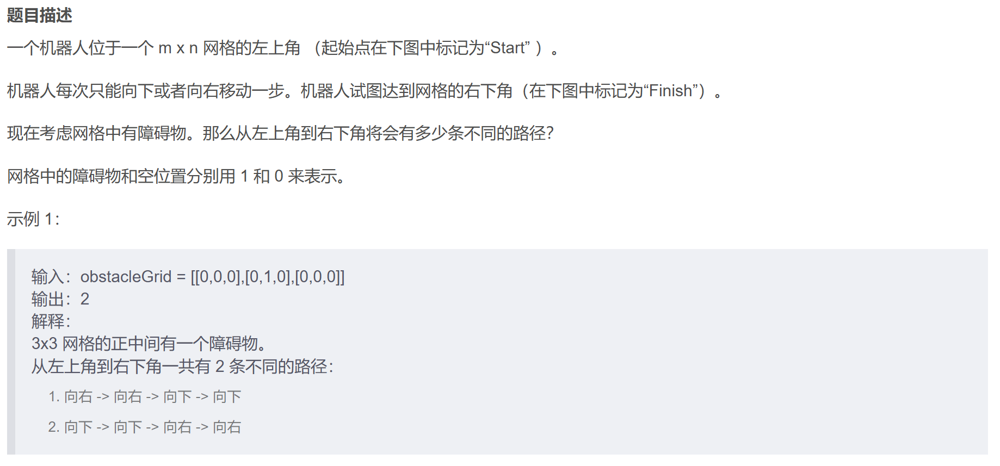 题目描述
一个机器人位于一个 m x n 网格的左上角 （起始点在下图中标记为“Start” ）。
机器人每次只能向下或者向右移动一步。机器人试图达到网格的右下角（在下图中标记为“Finish”）。
现在考虑网格中有障碍物。那么从左上角到右下角将会有多少条不同的路径？
网格中的障碍物和空位置分别用 1 和 0 来表示。
示例 1：
输入：obstacleGrid = [[0,0,0],[0,1,0],[0,0,0]]
输出：2
解释：
3x3 网格的正中间有一个障碍物。
从左上角到右下角一共有 2 条不同的路径：
1. 向右 -> 向右 -> 向下 -> 向下
2. 向下 -> 向下 -> 向右 -> 向右